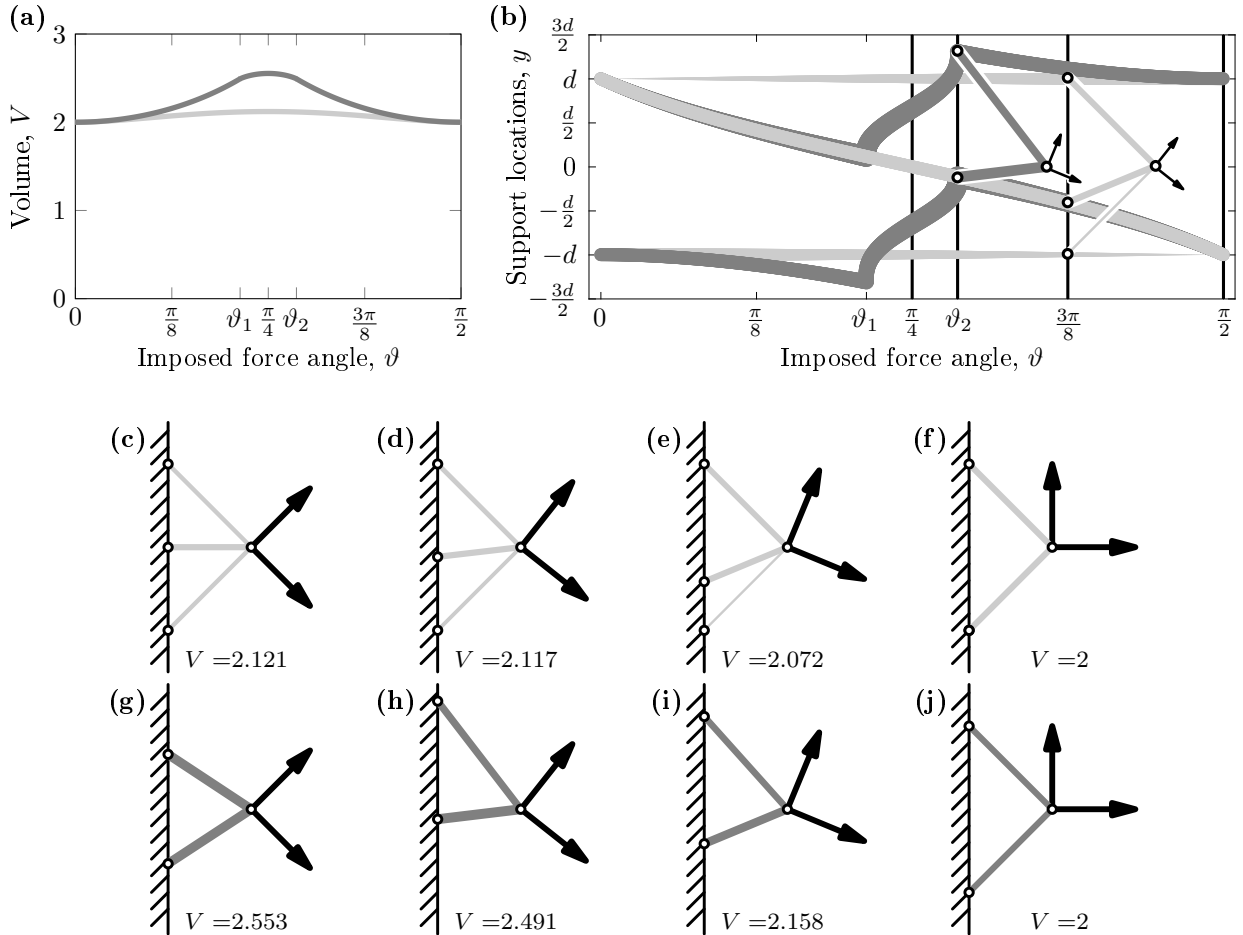 (a)
Volume, V
3
2
1
0
0 π/8 ϑ₁ π/4 ϑ₂ 3π/8 π/2
Imposed force angle, ϑ
(b)
Support locations, y
3d/2
d
d/2
0
−d/2
−d
−3d/2
0 π/8 ϑ₁ π/4 ϑ₂ 3π/8 π/2
Imposed force angle, ϑ
(c)
V =2.121
(d)
V =2.117
(e)
V =2.072
(f)
V =2
(g)
V =2.553
(h)
V =2.491
(i)
V =2.158
(j)
V =2